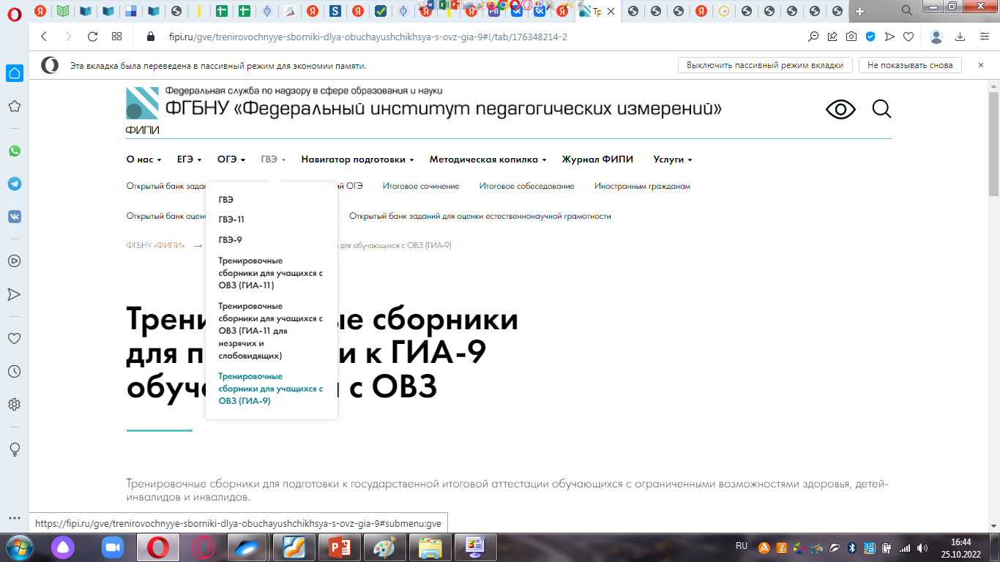 Тр
fipi.ru/gve/trenirovochnyye-sborniki-dlya-obuchayushchikhsya-s-ovz-gia-9#!/tab/176348214-2
Эта вкладка была переведена в пассивный режим для экономии памяти.
Выключить пассивный режим вкладки
Не показывать снова
Федеральная служба по надзору в сфере образования и науки
ФГБНУ «Федеральный институт педагогических измерений»
ФИПИ
О нас ЕГЭ ОГЭ ГВЭ Навигатор подготовки Методическая копилка Журнал ФИПИ Услуги
Открытый банк задан
ий ОГЭ Итоговое сочинение Итоговое собеседование Иностранным гражданам
Открытый банк оцен
Открытый банк заданий для оценки естественнонаучной грамотности
ФГБНУ «ФИПИ» →
для обучающихся с ОВЗ (ГИА-9)
ГВЭ
ГВЭ-11
ГВЭ-9
Тренировочные
сборники для учащихся с
ОВЗ (ГИА-11)
Тренировочные
сборники для учащихся с
ОВЗ (ГИА-11 для
незрячих и
слабовидящих)
Тренировочные
сборники для учащихся с
ОВЗ (ГИА-9)
Трени ые сборники
для п и к ГИА-9
обуч с ОВЗ
Тренировочные сборники для подготовки к государственной итоговой аттестации обучающихся с ограниченными возможностями здоровья, детей-
инвалидов и инвалидов.
https://fipi.ru/gve/trenirovochnyye-sborniki-dlya-obuchayushchikhsya-s-ovz-gia-9#submenu:gve
RU
16:44
25.10.2022